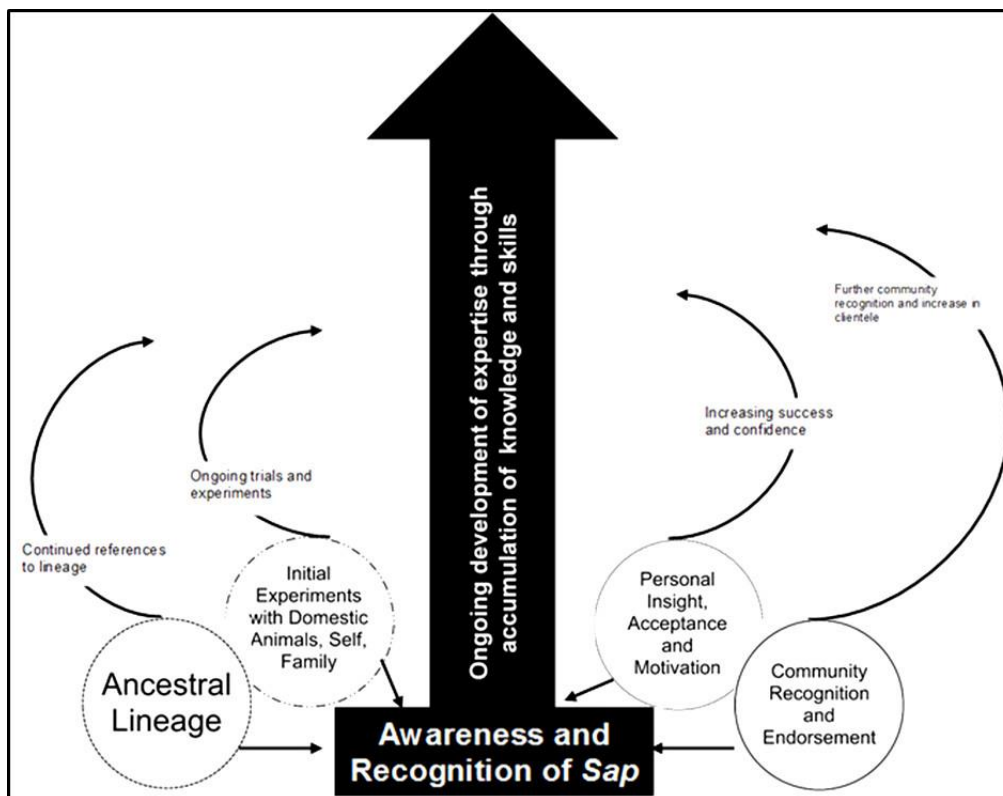 Ongoing development of expertise through
accumulation of knowledge and skills
Further community
recognition and increase in
clientele
Increasing success
and confidence
Ongoing trials and
experiments
Continued references
to lineage
Initial
Experiments
with Domestic
Animals, Self,
Family
Personal
Insight,
Acceptance
and
Motivation
Ancestral
Lineage
Community
Recognition
and
Endorsement
Awareness and
Recognition of Sap